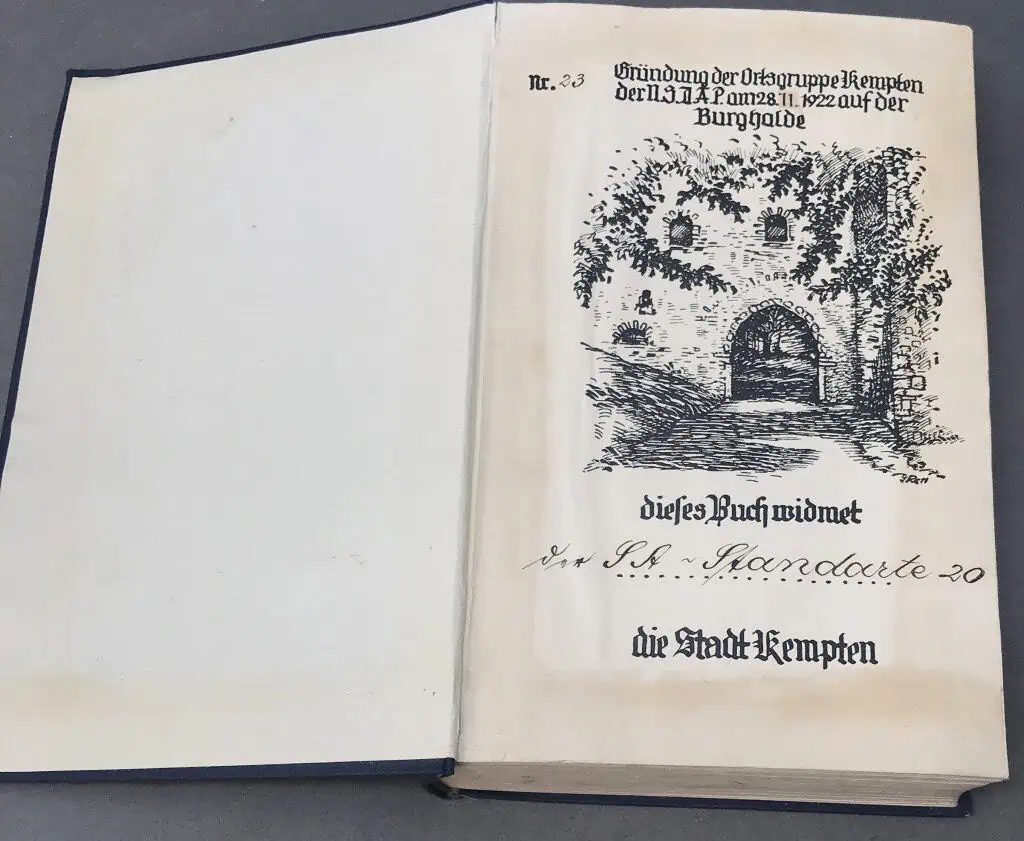 Nr. 23
Gründung der Ortsgruppe Kempten
der N.S.D.A.P. am 28.11.1922 auf der
Burghalde
dieses Buch widmet
der SA - Standarte 20
die Stadt Kempten